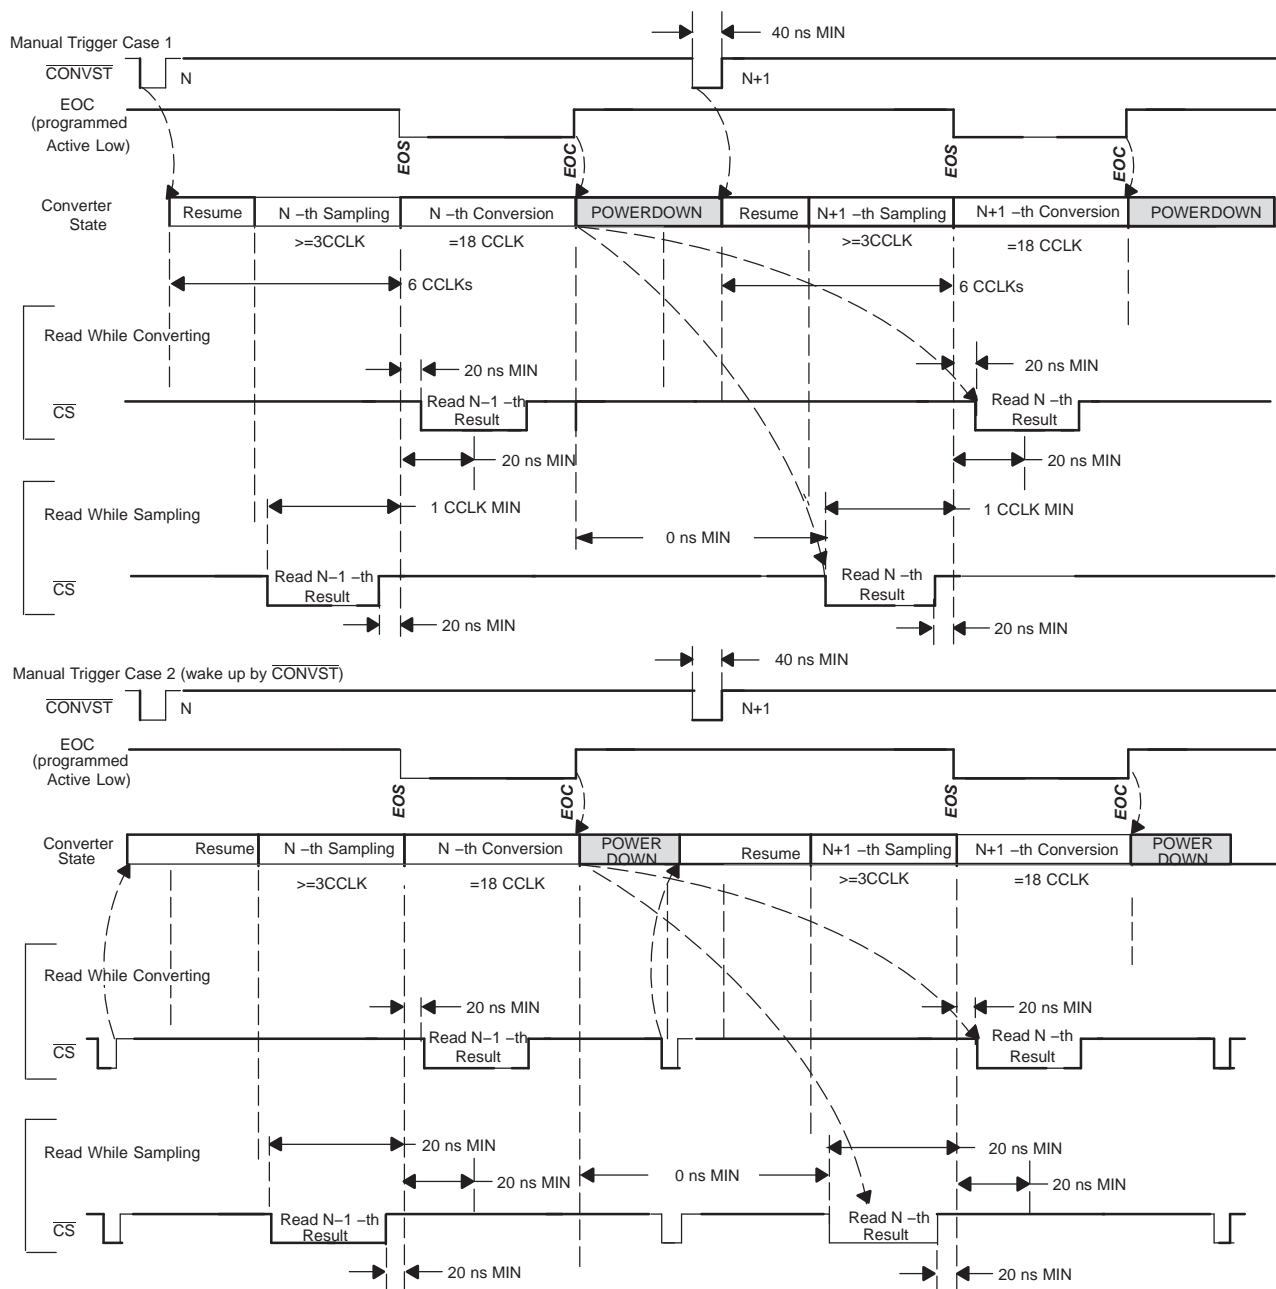 40 ns MIN
Manual Trigger Case 1
CONVST
N
N+1
EOC
(programmed
Active Low)
EOS
EOC
EOS
EOC
Converter
State
Resume
N −th Sampling
N −th Conversion
POWERDOWN
Resume
N+1 −th Sampling
N+1 −th Conversion
POWERDOWN
>=3CCLK
=18 CCLK
>=3CCLK
=18 CCLK
6 CCLKs
6 CCLKs
Read While Converting
20 ns MIN
20 ns MIN
CS
Read N−1 −th
Result
Read N −th
Result
20 ns MIN
20 ns MIN
Read While Sampling
1 CCLK MIN
1 CCLK MIN
0 ns MIN
CS
Read N−1 −th
Result
Read N −th
Result
20 ns MIN
20 ns MIN
40 ns MIN
Manual Trigger Case 2 (wake up by CONVST)
CONVST
N
N+1
EOC
(programmed
Active Low)
EOS
EOC
EOS
EOC
Converter
State
Resume
N −th Sampling
N −th Conversion
POWER
DOWN
Resume
N+1 −th Sampling
N+1 −th Conversion
POWER
DOWN
>=3CCLK
=18 CCLK
>=3CCLK
=18 CCLK
Read While Converting
20 ns MIN
20 ns MIN
CS
Read N−1 −th
Result
Read N −th
Result
Read While Sampling
20 ns MIN
20 ns MIN
20 ns MIN
0 ns MIN
20 ns MIN
CS
Read N−1 −th
Result
Read N −th
Result
20 ns MIN
20 ns MIN